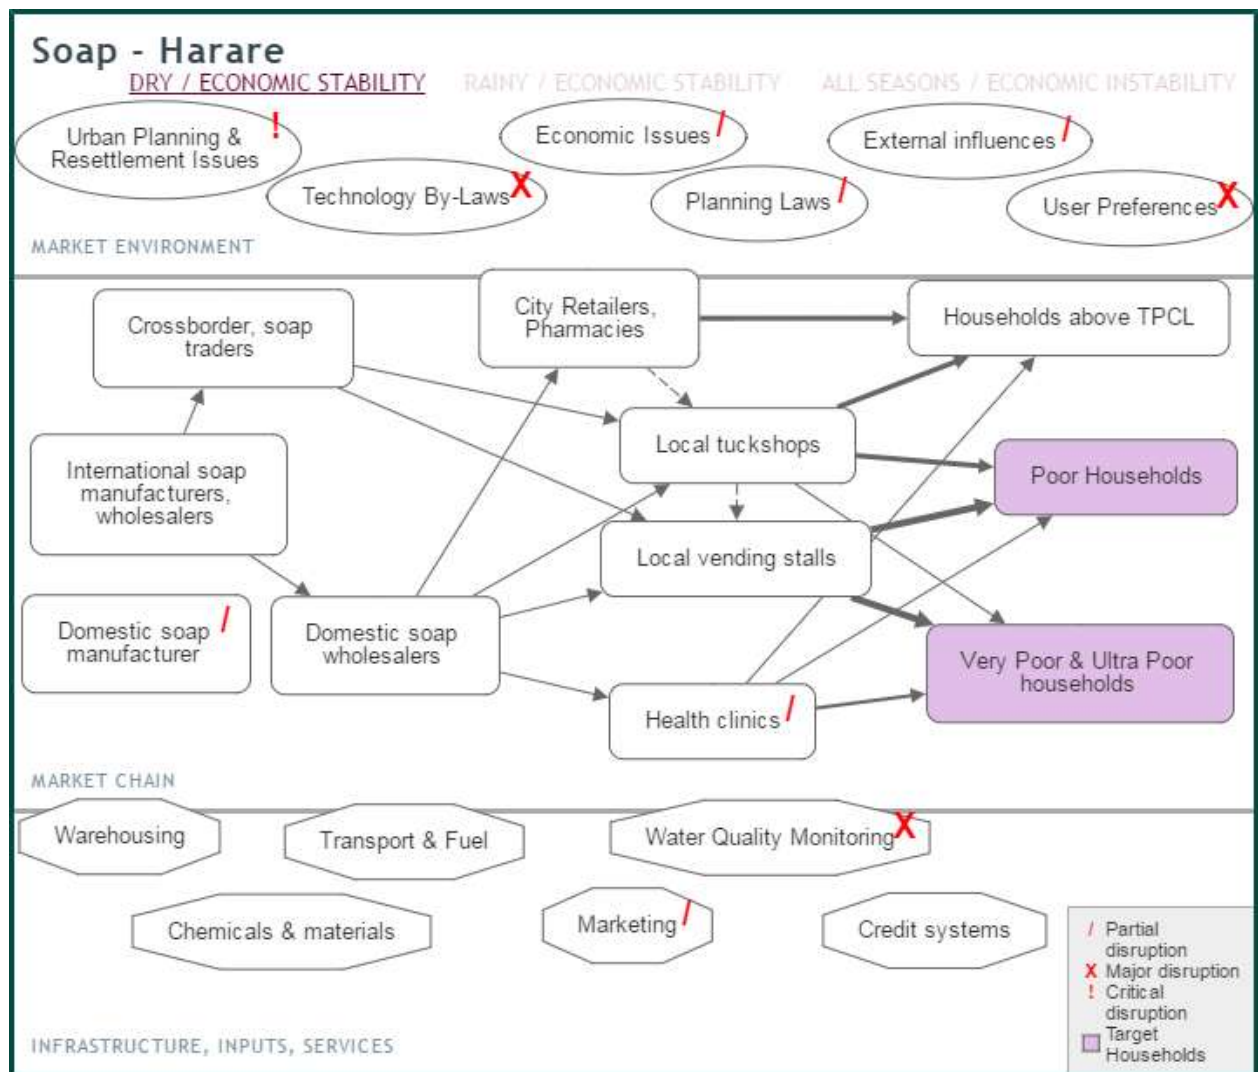 Soap - Harare
DRY / ECONOMIC STABILITY
RAINY / ECONOMIC STABILITY
ALL SEASONS / ECONOMIC INSTABILITY
Urban Planning &
Resettlement Issues
!
Economic Issues
/
External influences
/
Technology By-Laws
X
Planning Laws
/
User Preferences
X
MARKET ENVIRONMENT
Crossborder, soap
traders
City Retailers,
Pharmacies
Households above TPCL
International soap
manufacturers,
wholesalers
Local tuckshops
Poor Households
Local vending stalls
Domestic soap
manufacturer
/
Domestic soap
wholesalers
Very Poor & Ultra Poor
households
Health clinics
/
MARKET CHAIN
Warehousing
Transport & Fuel
Water Quality Monitoring
X
Chemicals & materials
Marketing
/
Credit systems
/ Partial
disruption
X Major disruption
! Critical
disruption
Target
Households
INFRASTRUCTURE, INPUTS, SERVICES